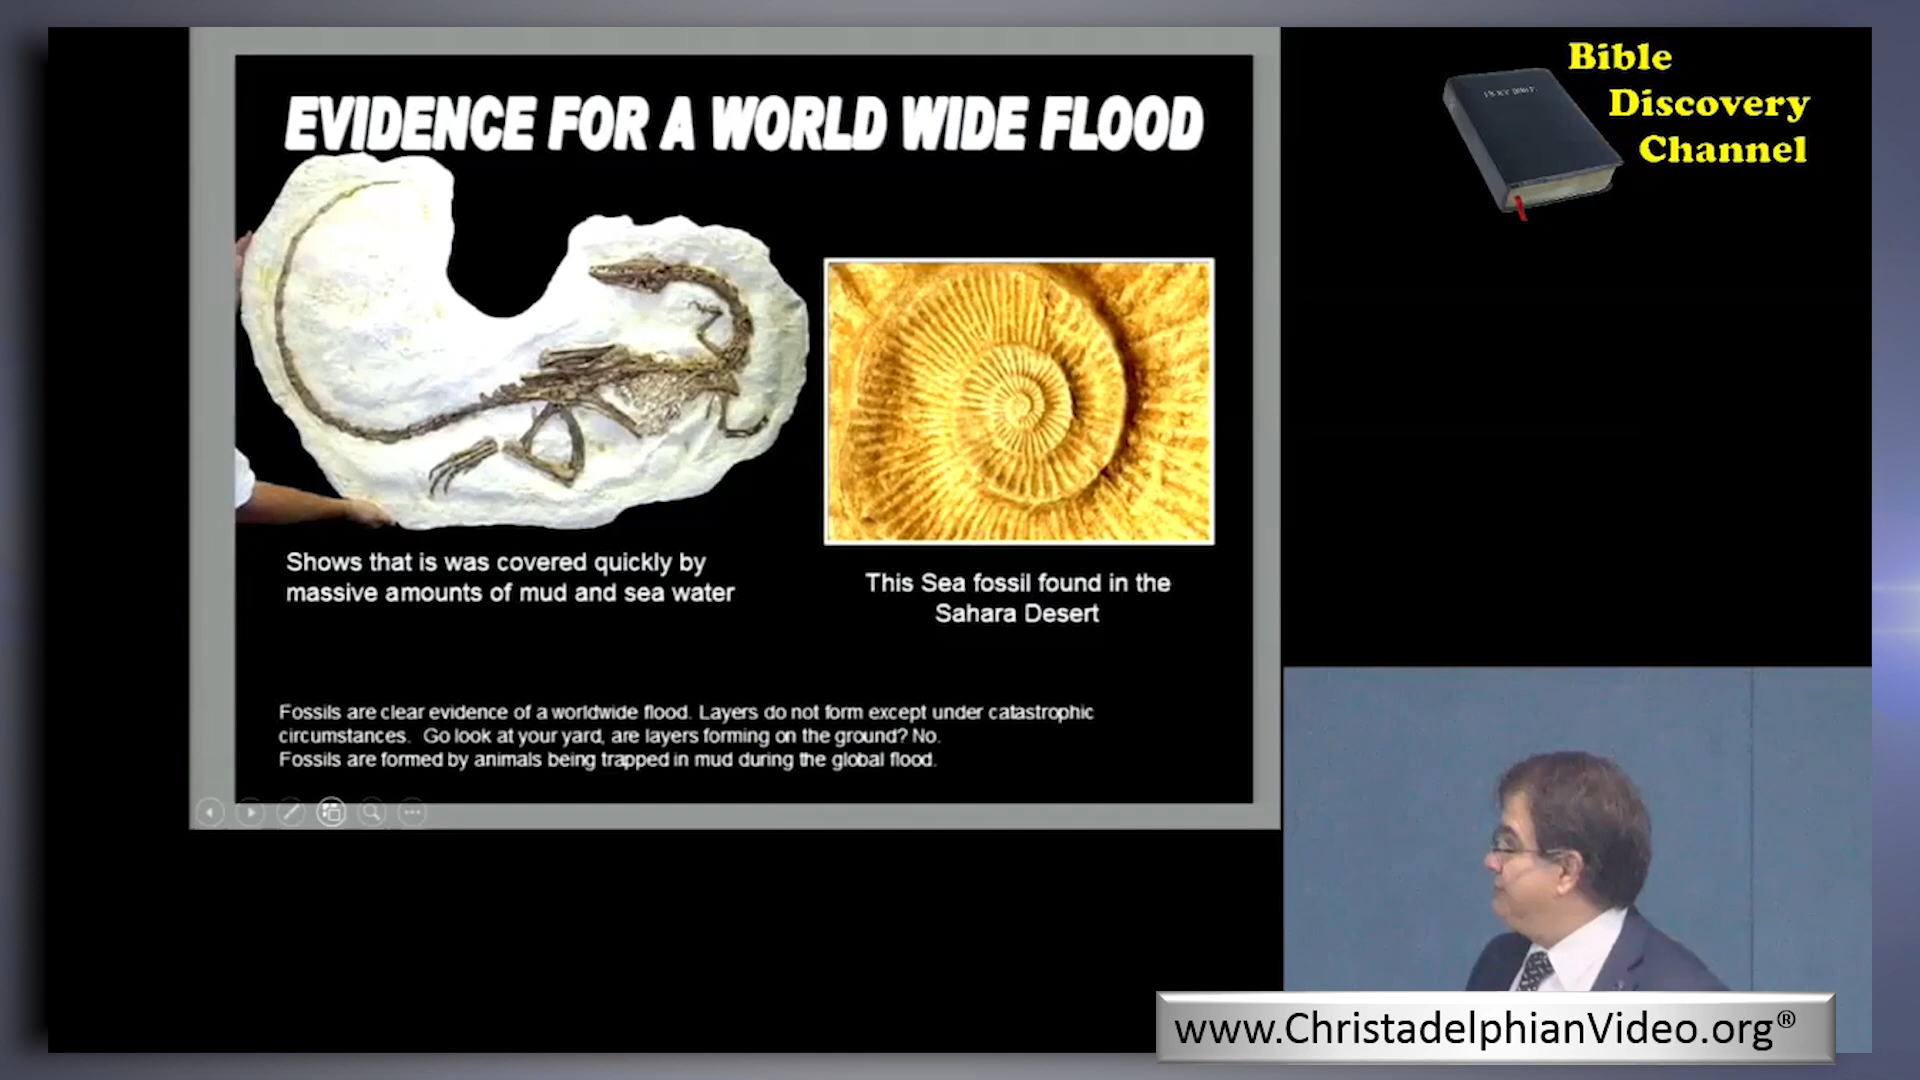 EVIDENCE FOR A WORLD WIDE FLOOD
Shows that is was covered quickly by
massive amounts of mud and sea water
This Sea fossil found in the
Sahara Desert
Fossils are clear evidence of a worldwide flood. Layers do not form except under catastrophic
circumstances. Go look at your yard, are layers forming on the ground? No.
Fossils are formed by animals being trapped in mud during the global flood.
Bible
Discovery
Channel
www.ChristadelphianVideo.org®